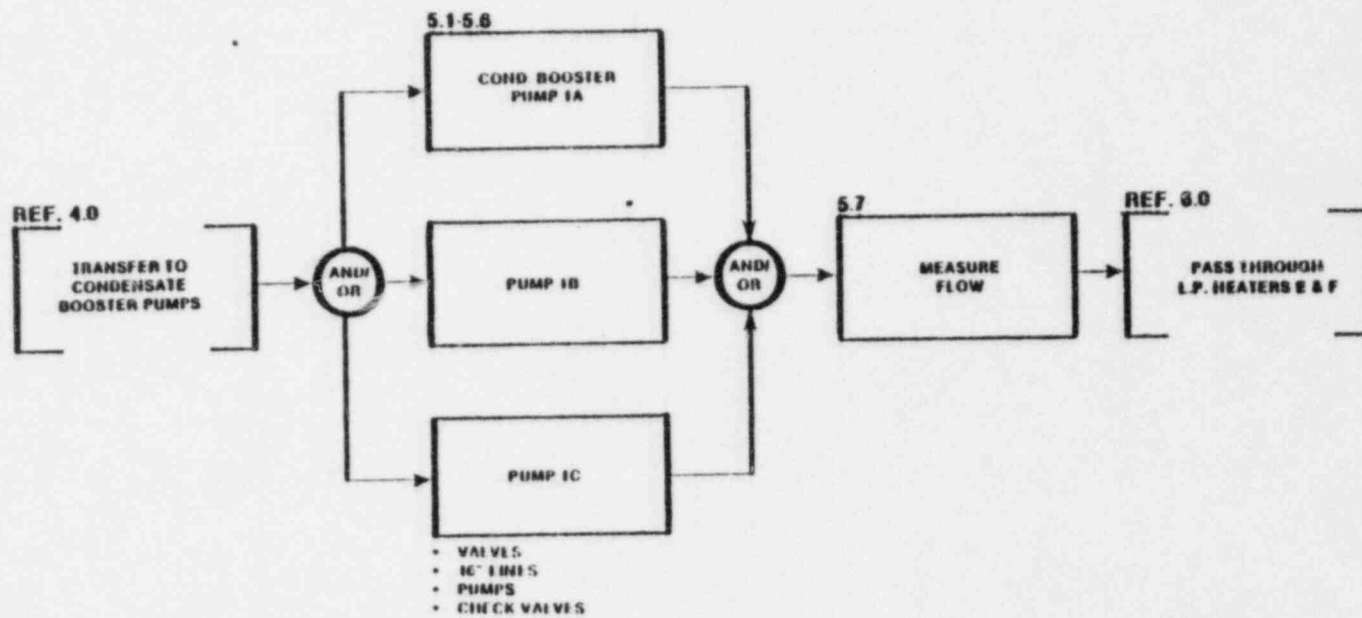 5.1-5.6
COND BOOSTER
PUMP 1A
REF. 4.0
TRANSFER TO
CONDENSATE
BOOSTER PUMPS
AND/
OR
PUMP 1B
AND/
OR
5.7
MEASURE
FLOW
REF. 6.0
PASS THROUGH
L.P. HEATERS E & F
PUMP 1C
• VALVES
• 16" LINES
• PUMPS
• CHECK VALVES